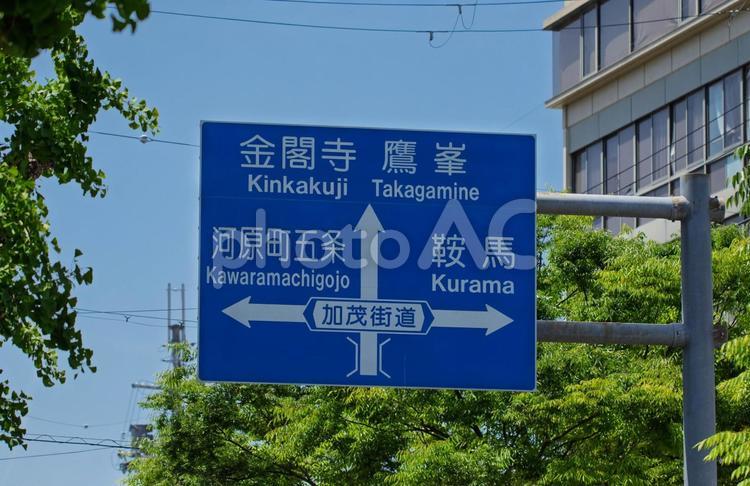 金閣寺 鷹峯
Kinkakuji Takagamine
河原町五条 鞍馬
Kawaramachigojo Kurama
加茂街道
photoAC